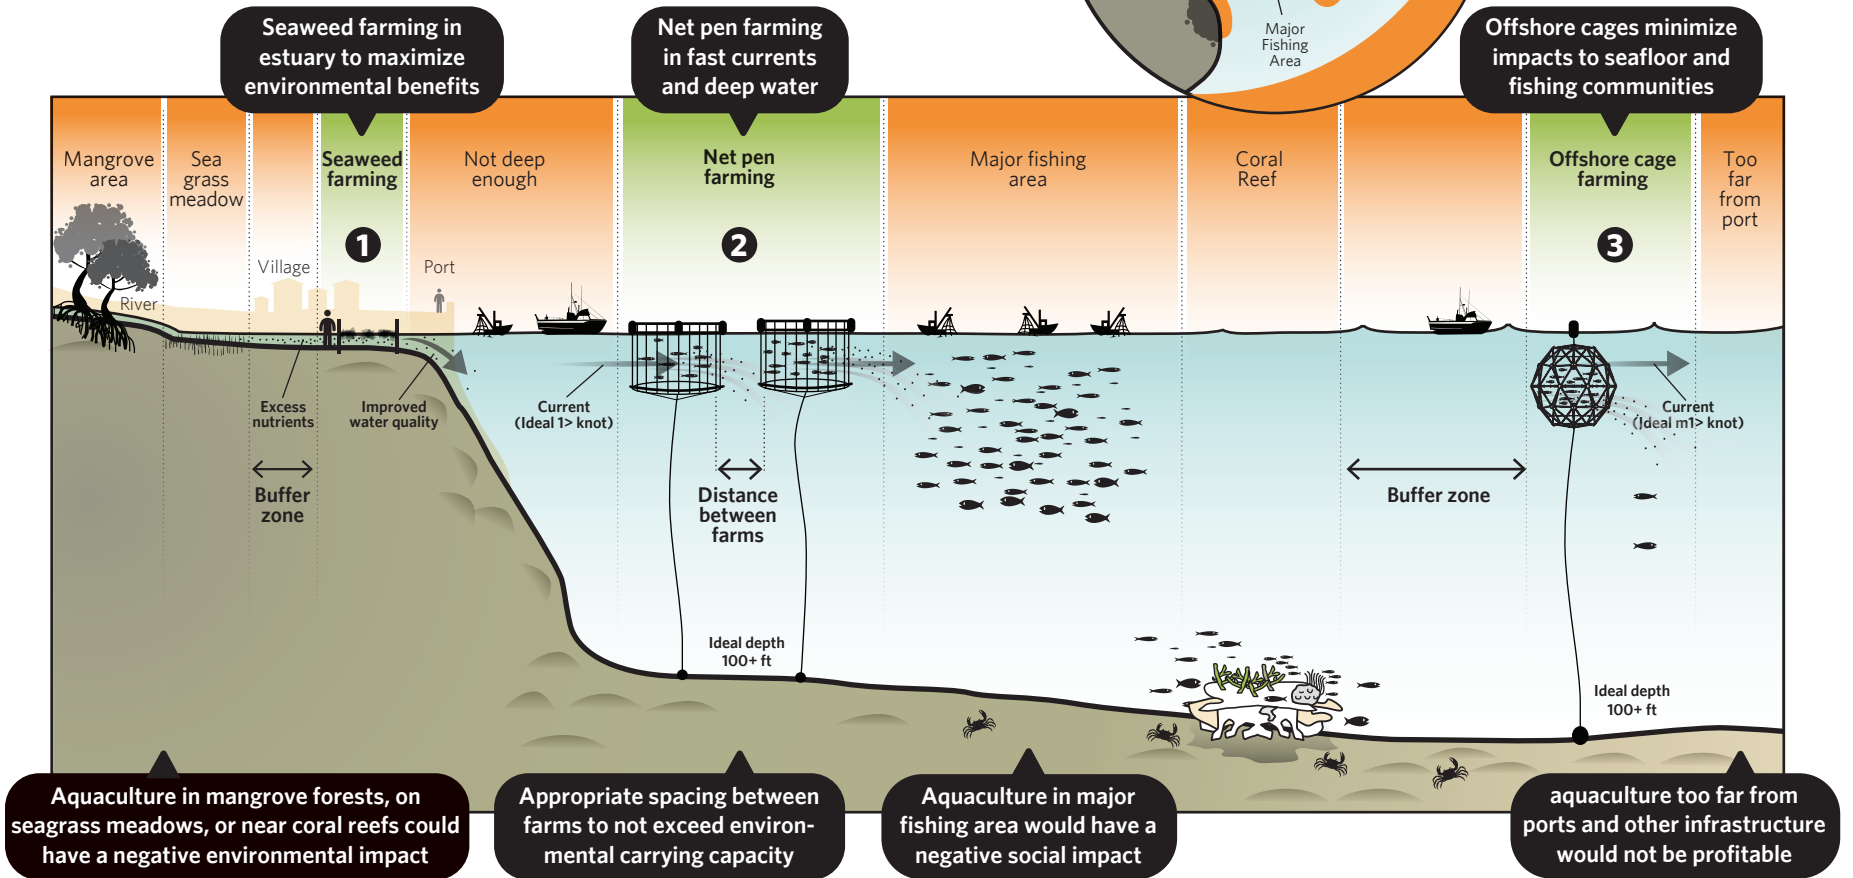 Major
Fishing
Area
Seaweed farming in
estuary to maximize
environmental benefits
Net pen farming
in fast currents
and deep water
Offshore cages minimize
impacts to seafloor and
fishing communities
Mangrove
area
Sea
grass
meadow
Seaweed
farming
Not deep
enough
Net pen
farming
Major fishing
area
Coral
Reef
Offshore cage
farming
Too
far
from
port
1
2
3
Village
Port
River
Excess
nutrients
Improved
water quality
Current
(Ideal 1> knot)
Current
(Ideal m1> knot)
Buffer
zone
Distance
between
farms
Buffer zone
Ideal depth
100+ ft
Ideal depth
100+ ft
Aquaculture in mangrove forests, on
seagrass meadows, or near coral reefs could
have a negative environmental impact
Appropriate spacing between
farms to not exceed environ-
mental carrying capacity
Aquaculture in major
fishing area would have a
negative social impact
aquaculture too far from
ports and other infrastructure
would not be profitable